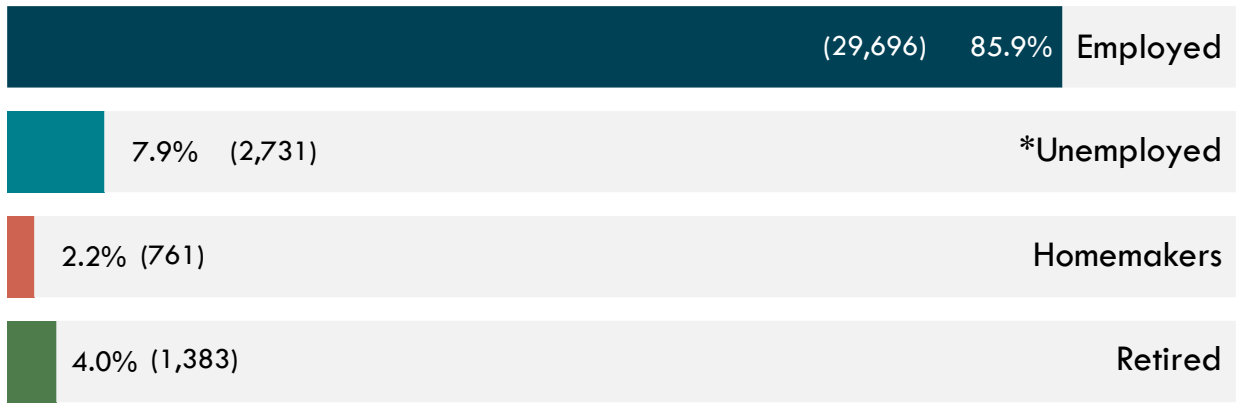 (29,696) 85.9% Employed
7.9% (2,731) *Unemployed
2.2% (761) Homemakers
4.0% (1,383) Retired